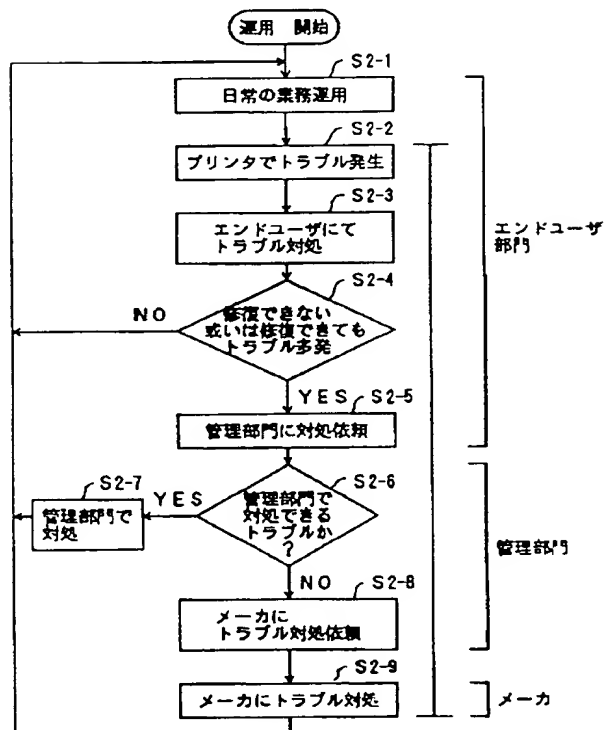 運用 開始
S2-1
日常の業務運用
S2-2
プリンタでトラブル発生
S2-3
エンドユーザにて
トラブル対処
エンドユーザ
部門
S2-4
修復できない
或いは修復できても
トラブル多発
NO
YES
S2-5
管理部門に対処依頼
S2-6
管理部門で
対処できる
トラブルか
?
YES
S2-7
管理部門で
対処
管理部門
NO
S2-8
メーカに
トラブル対処依頼
S2-9
メーカにトラブル対処
メーカ